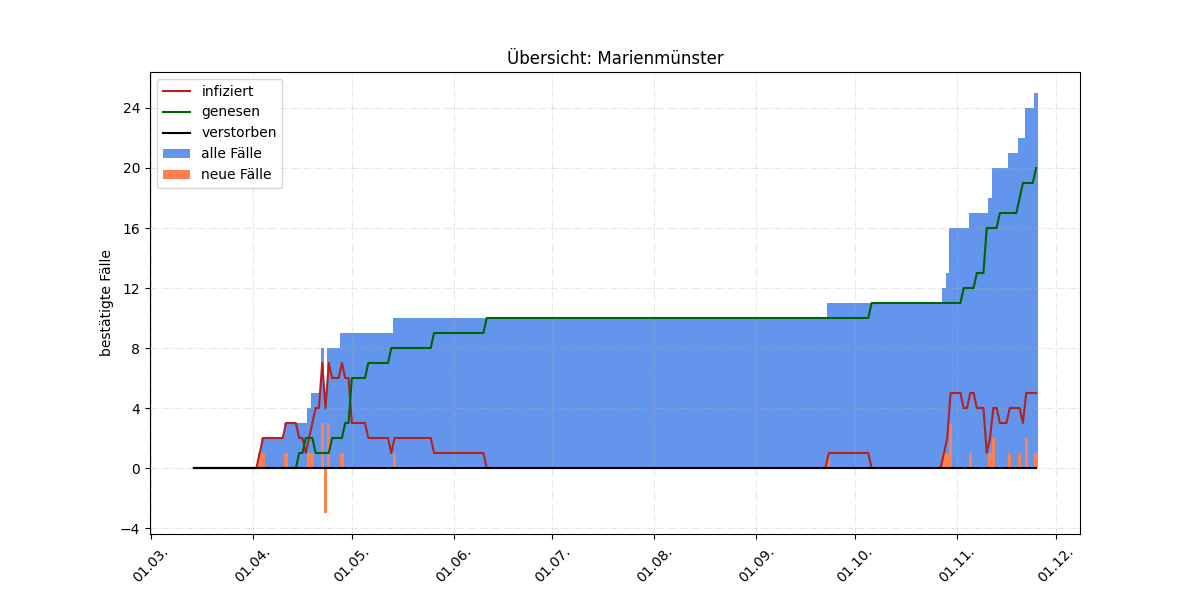 Übersicht: Marienmünster
infiziert
genesen
verstorben
alle Fälle
neue Fälle
bestätigte Fälle
24
20
16
12
8
4
0
−4
01.03.
01.04.
01.05.
01.06.
01.07.
01.08.
01.09.
01.10.
01.11.
01.12.